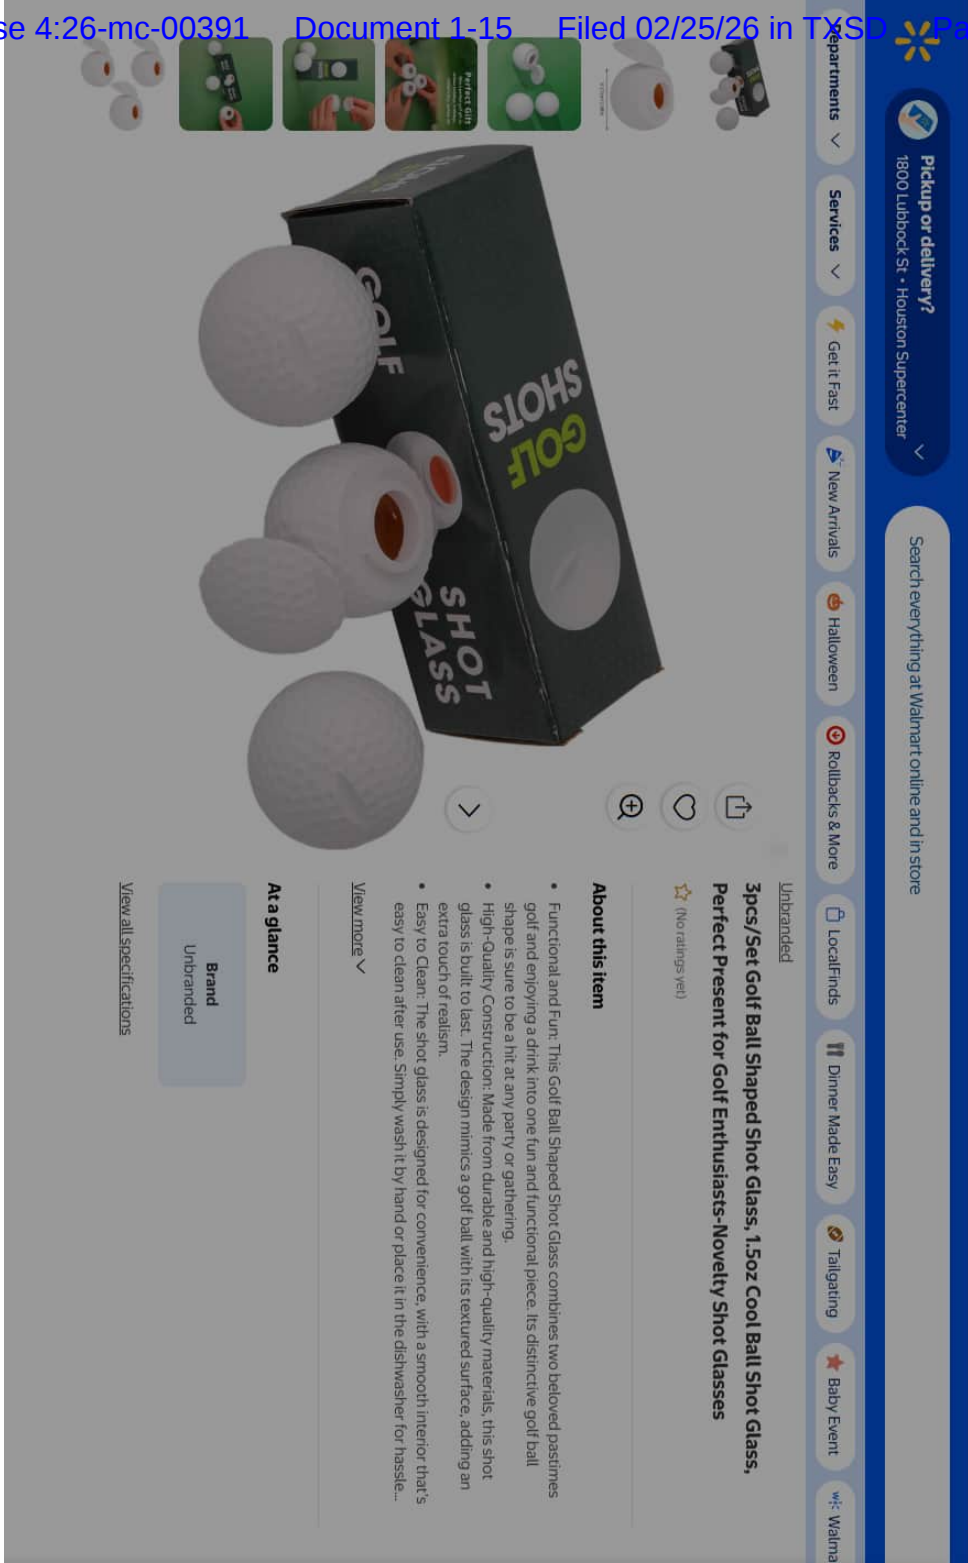 se 4:26-mc-00391 Document 1-15 Filed 02/25/26 in TXSD
Pickup or delivery?
1800 Lubbock St • Houston Supercenter
Search everything at Walmart online and in store
Departments
Services
Get it Fast
New Arrivals
Halloween
Rollbacks & More
LocalFinds
Dinner Made Easy
Tailgating
Baby Event
Walma
Perfect Gift
GOLF
SHOTS
GOLF
SHOT
GLASS
Unbranded
3pcs/Set Golf Ball Shaped Shot Glass, 1.5oz Cool Ball Shot Glass,
Perfect Present for Golf Enthusiasts-Novelty Shot Glasses
(No ratings yet)
About this item
• Functional and Fun: This Golf Ball Shaped Shot Glass combines two beloved pastimes
golf and enjoying a drink into one fun and functional piece. Its distinctive golf ball
shape is sure to be a hit at any party or gathering.
• High-Quality Construction: Made from durable and high-quality materials, this shot
glass is built to last. The design mimics a golf ball with its textured surface, adding an
extra touch of realism.
• Easy to Clean: The shot glass is designed for convenience, with a smooth interior that's
easy to clean after use. Simply wash it by hand or place it in the dishwasher for hassle...
View more
At a glance
Brand
Unbranded
View all specifications